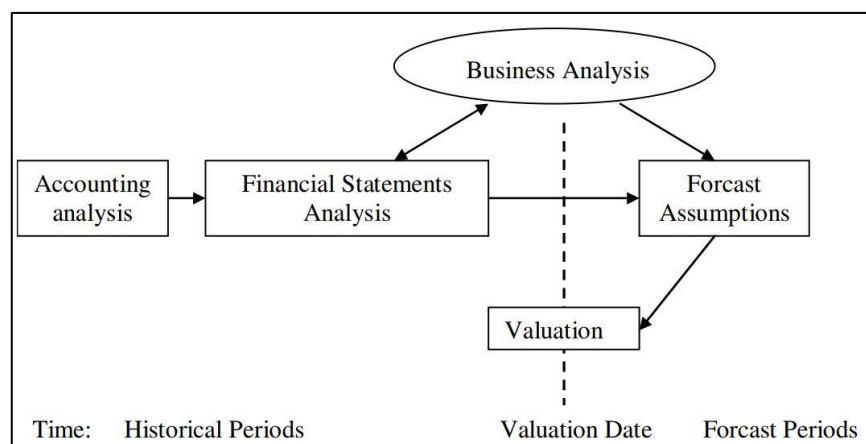 Business Analysis
Accounting
analysis
Financial Statements
Analysis
Forcast
Assumptions
Valuation
Time: Historical Periods Valuation Date Forcast Periods